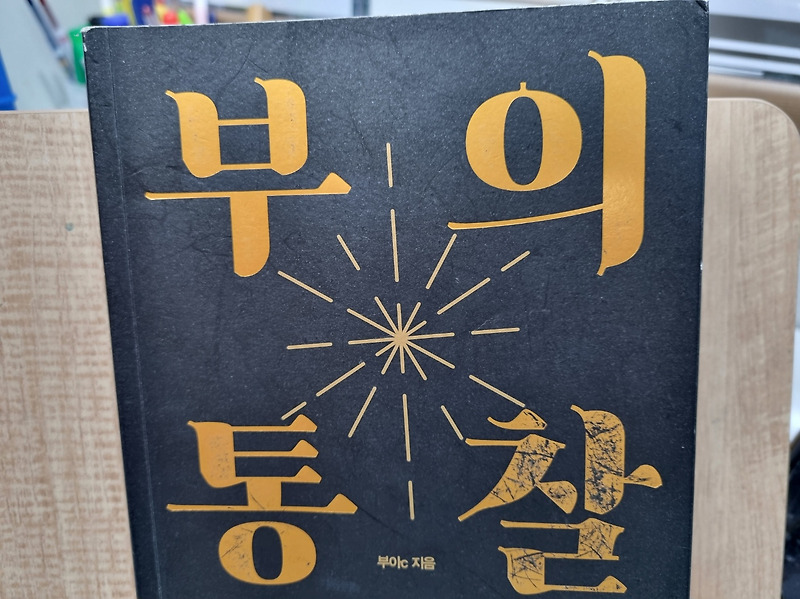 부의
통찰
부아c 지음